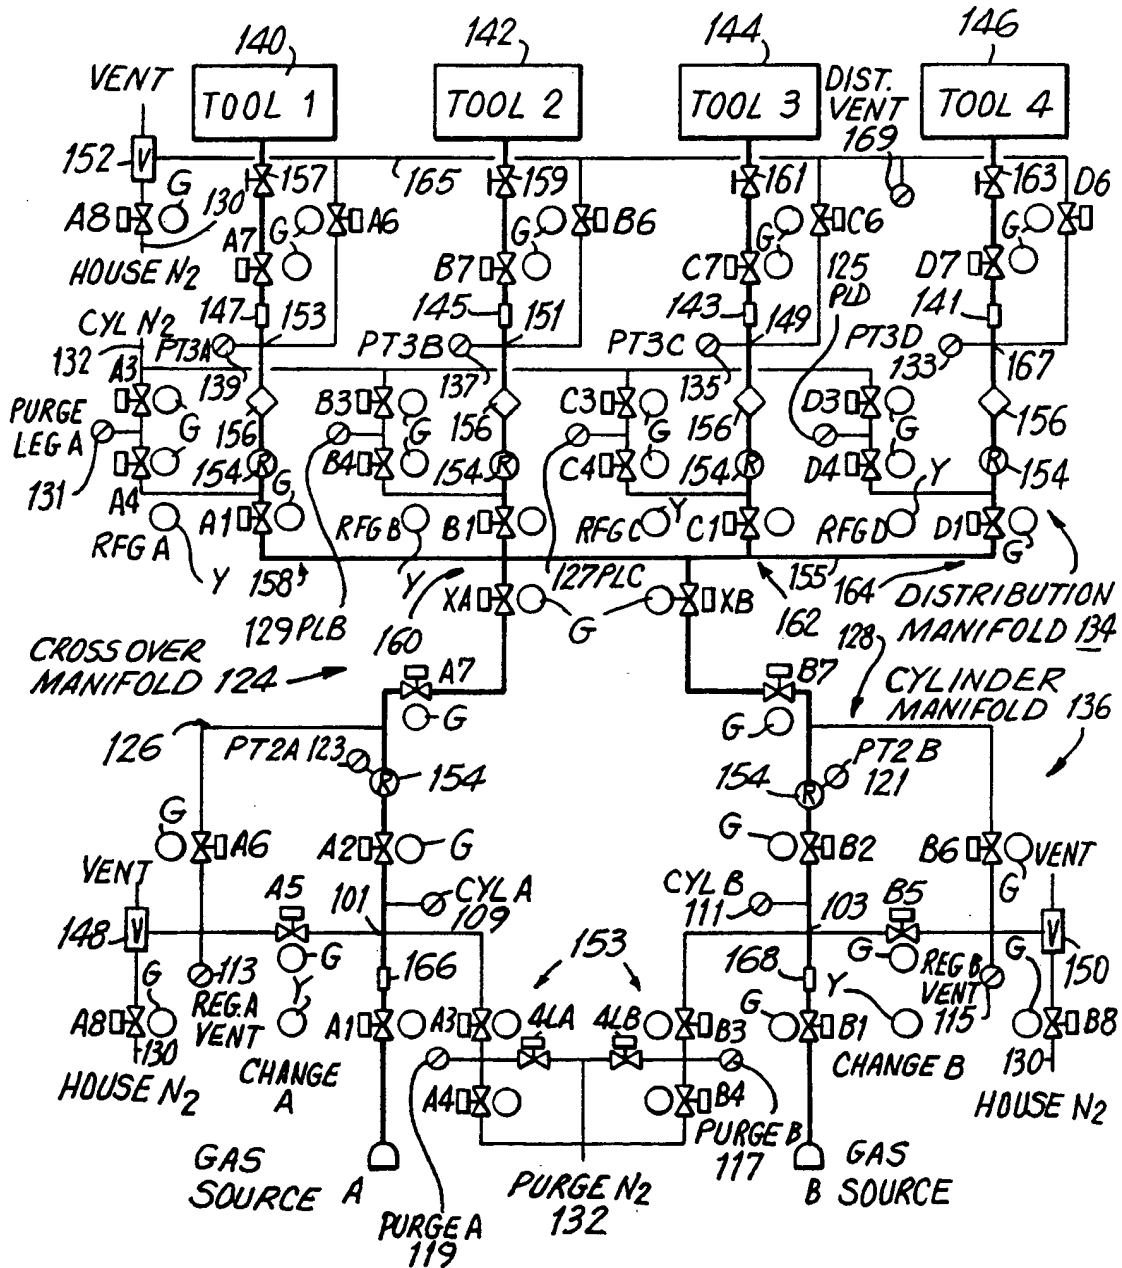 140
142
144
146
VENT
TOOL 1
TOOL 2
TOOL 3
DIST.
VENT
169
TOOL 4
152
V
157
165
159
161
163
D6
A8
G
130
A7
G
A6
B7
G
B6
C7
G
C6
125
PLD
D7
G
HOUSE N2
147
153
145
151
143
149
141
CYL N2
132
PT3A
139
PT3B
137
PT3C
135
PT3D
133
167
A3
G
156
B3
G
156
C3
G
156
D3
G
156
PURGE
LEG A
131
A4
154
R
G
B4
154
R
C4
154
R
D4
Y
R
154
RFG A
Y
A1
RFG B
Y
B1
RFG C
Y
C1
RFG D
D1
G
158
129 PLB
160
XA
127 PLC
G
XB
155
162
164
DISTRIBUTION
MANIFOLD 134
CROSS OVER
MANIFOLD 124
A7
G
B7
G
128
CYLINDER
MANIFOLD 136
126
PT2A 123
R
154
154
R
PT2B
121
G
A6
A2
G
G
B2
B6
G
VENT
VENT
A5
101
CYL A
109
CYL B
111
103
B5
148
V
G
113
REG.A
VENT
G
Y
166
153
168
Y
G
REG B
VENT
115
G
V
150
A8
G
130
HOUSE N2
CHANGE
A
A1
A3
4LA
4LB
B3
G
B1
CHANGE B
B8
130
HOUSE N2
A4
B4
PURGE B
117
GAS
SOURCE A
PURGE A
119
PURGE N2
132
B
GAS
SOURCE